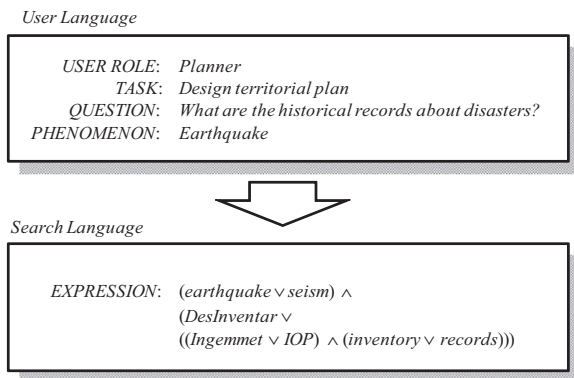 User Language
USER ROLE: Planner
TASK: Design territorial plan
QUESTION: What are the historical records about disasters?
PHENOMENON: Earthquake
Search Language
EXPRESSION: (earthquake ∨ seism) ∧
(DesInventar ∨
((Ingemmet ∨ IOP) ∧ (inventory ∨ records)))